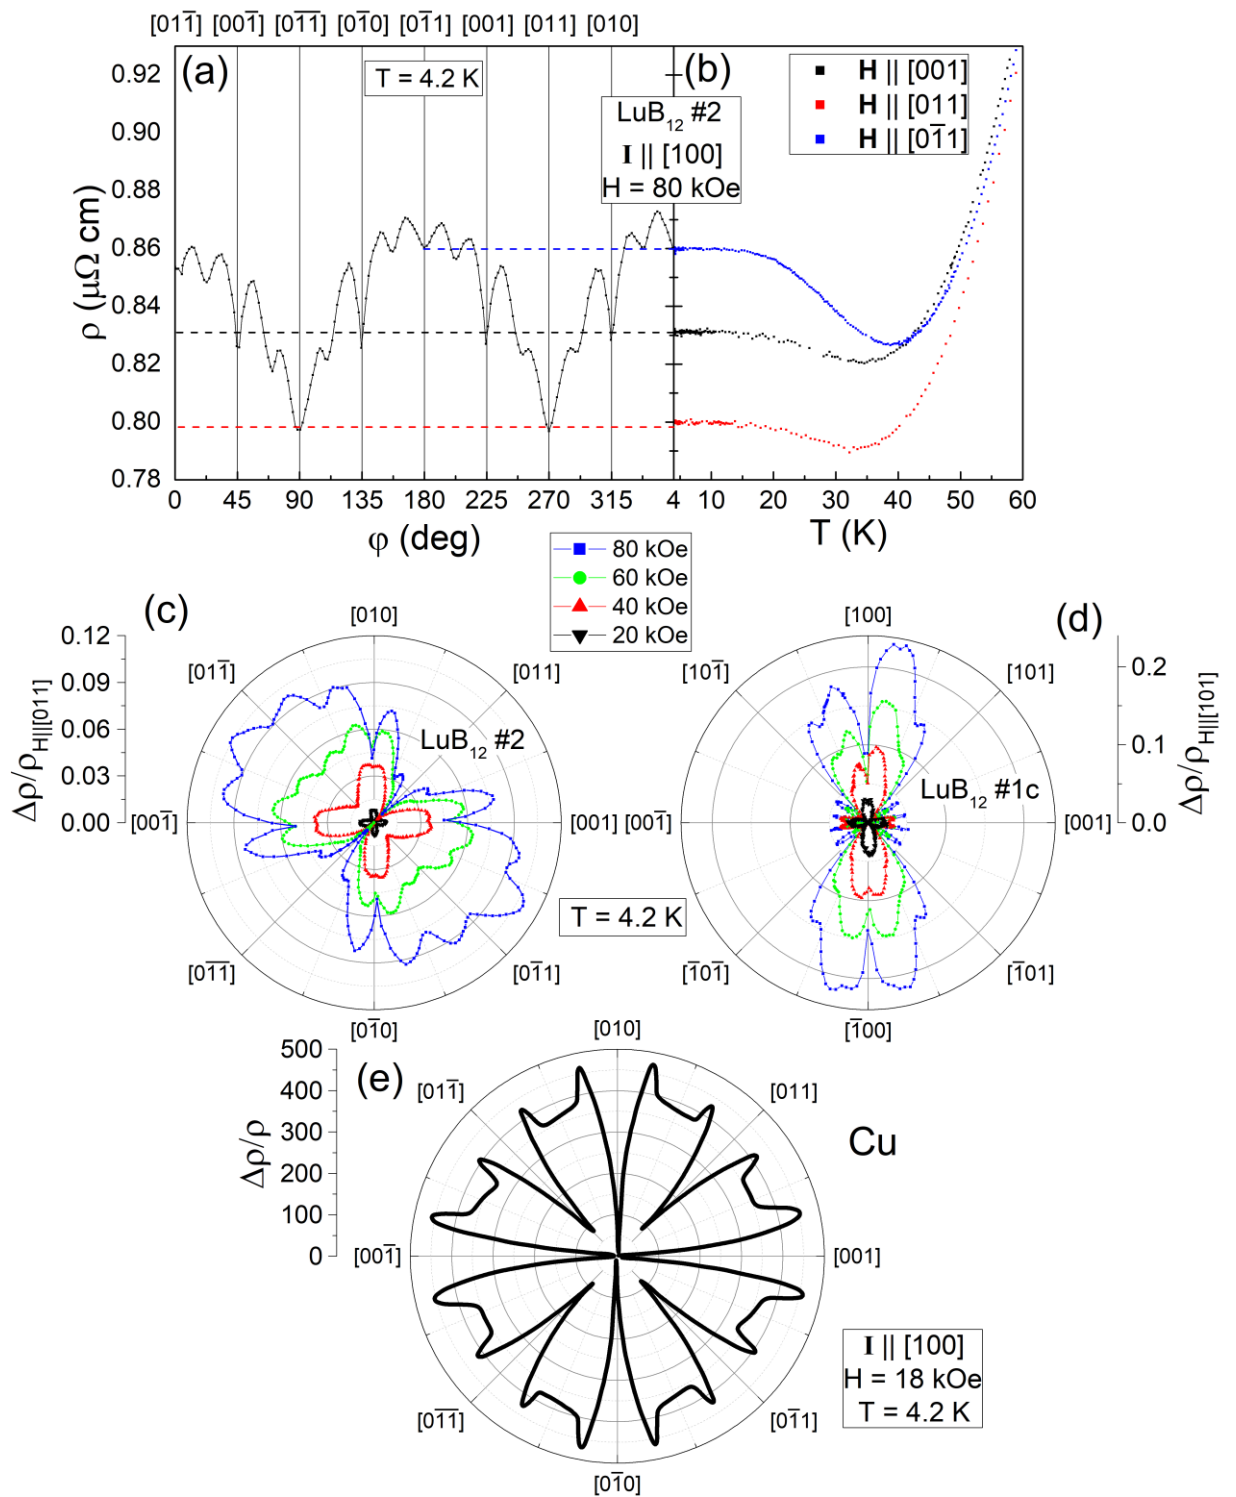 [011̅] [001̅] [01̅1̅] [01̅0] [01̅1] [001] [011] [010]
(a)
T = 4.2 K
(b)
H || [001]
H || [011]
H || [01̅1]
LuB₁₂ #2
I || [100]
H = 80 kOe
ρ (μΩ cm)
0.92
0.90
0.88
0.86
0.84
0.82
0.80
0.78
0 45 90 135 180 225 270 315 4 10 20 30 40 50 60
φ (deg)
T (K)
80 kOe
60 kOe
40 kOe
20 kOe
(c)
Δρ/ρH||[011]
0.12
0.09
0.06
0.03
0.00
[010]
[011̅]
[011]
LuB₁₂ #2
[001̅]
[001]
[01̅1̅]
[01̅1]
[01̅0]
T = 4.2 K
(d)
[100]
[101̅]
[101]
0.2
0.1
0.0
Δρ/ρH||[101]
LuB₁₂ #1c
[001̅]
[001]
[1̅01̅]
[1̅01]
[1̅00]
(e)
Δρ/ρ
500
400
300
200
100
0
[010]
[011̅]
[011]
Cu
[001̅]
[001]
[01̅1̅]
[01̅1]
[01̅0]
I || [100]
H = 18 kOe
T = 4.2 K